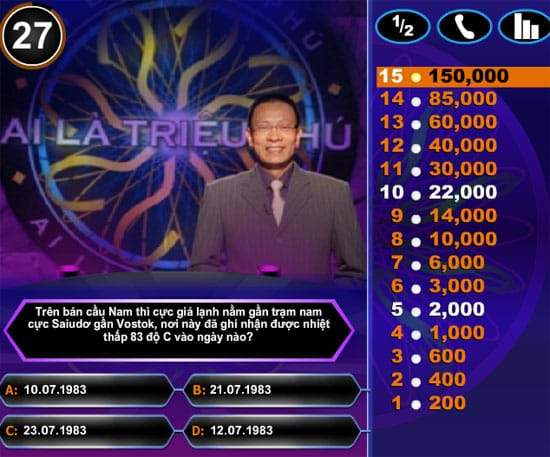 27
1/2
AI LÀ TRIỆU PHÚ
Trên bán cầu Nam thì cực giá lạnh nằm gần trạm nam
cực Saiudơ gần Vostok, nơi này đã ghi nhận được nhiệt
thấp 83 độ C vào ngày nào?
A: 10.07.1983
B: 21.07.1983
C: 23.07.1983
D: 12.07.1983
15 150,000
14 85,000
13 60,000
12 40,000
11 30,000
10 22,000
9 14,000
8 10,000
7 6,000
6 3,000
5 2,000
4 1,000
3 600
2 400
1 200